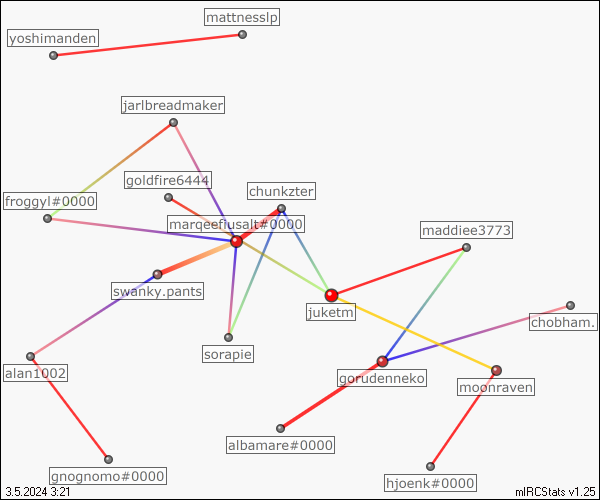 mattnesslp
yoshimanden
jarlbreadmaker
goldfire6444
chunkzter
froggyl#0000
marqeefiusalt#0000
maddiee3773
swanky.pants
juketm
chobham.
sorapie
alan1002
gorudenneko
moonraven
albamare#0000
gnognomo#0000
hjoenk#0000
3.5.2024 3:21
mIRCStats v1.25